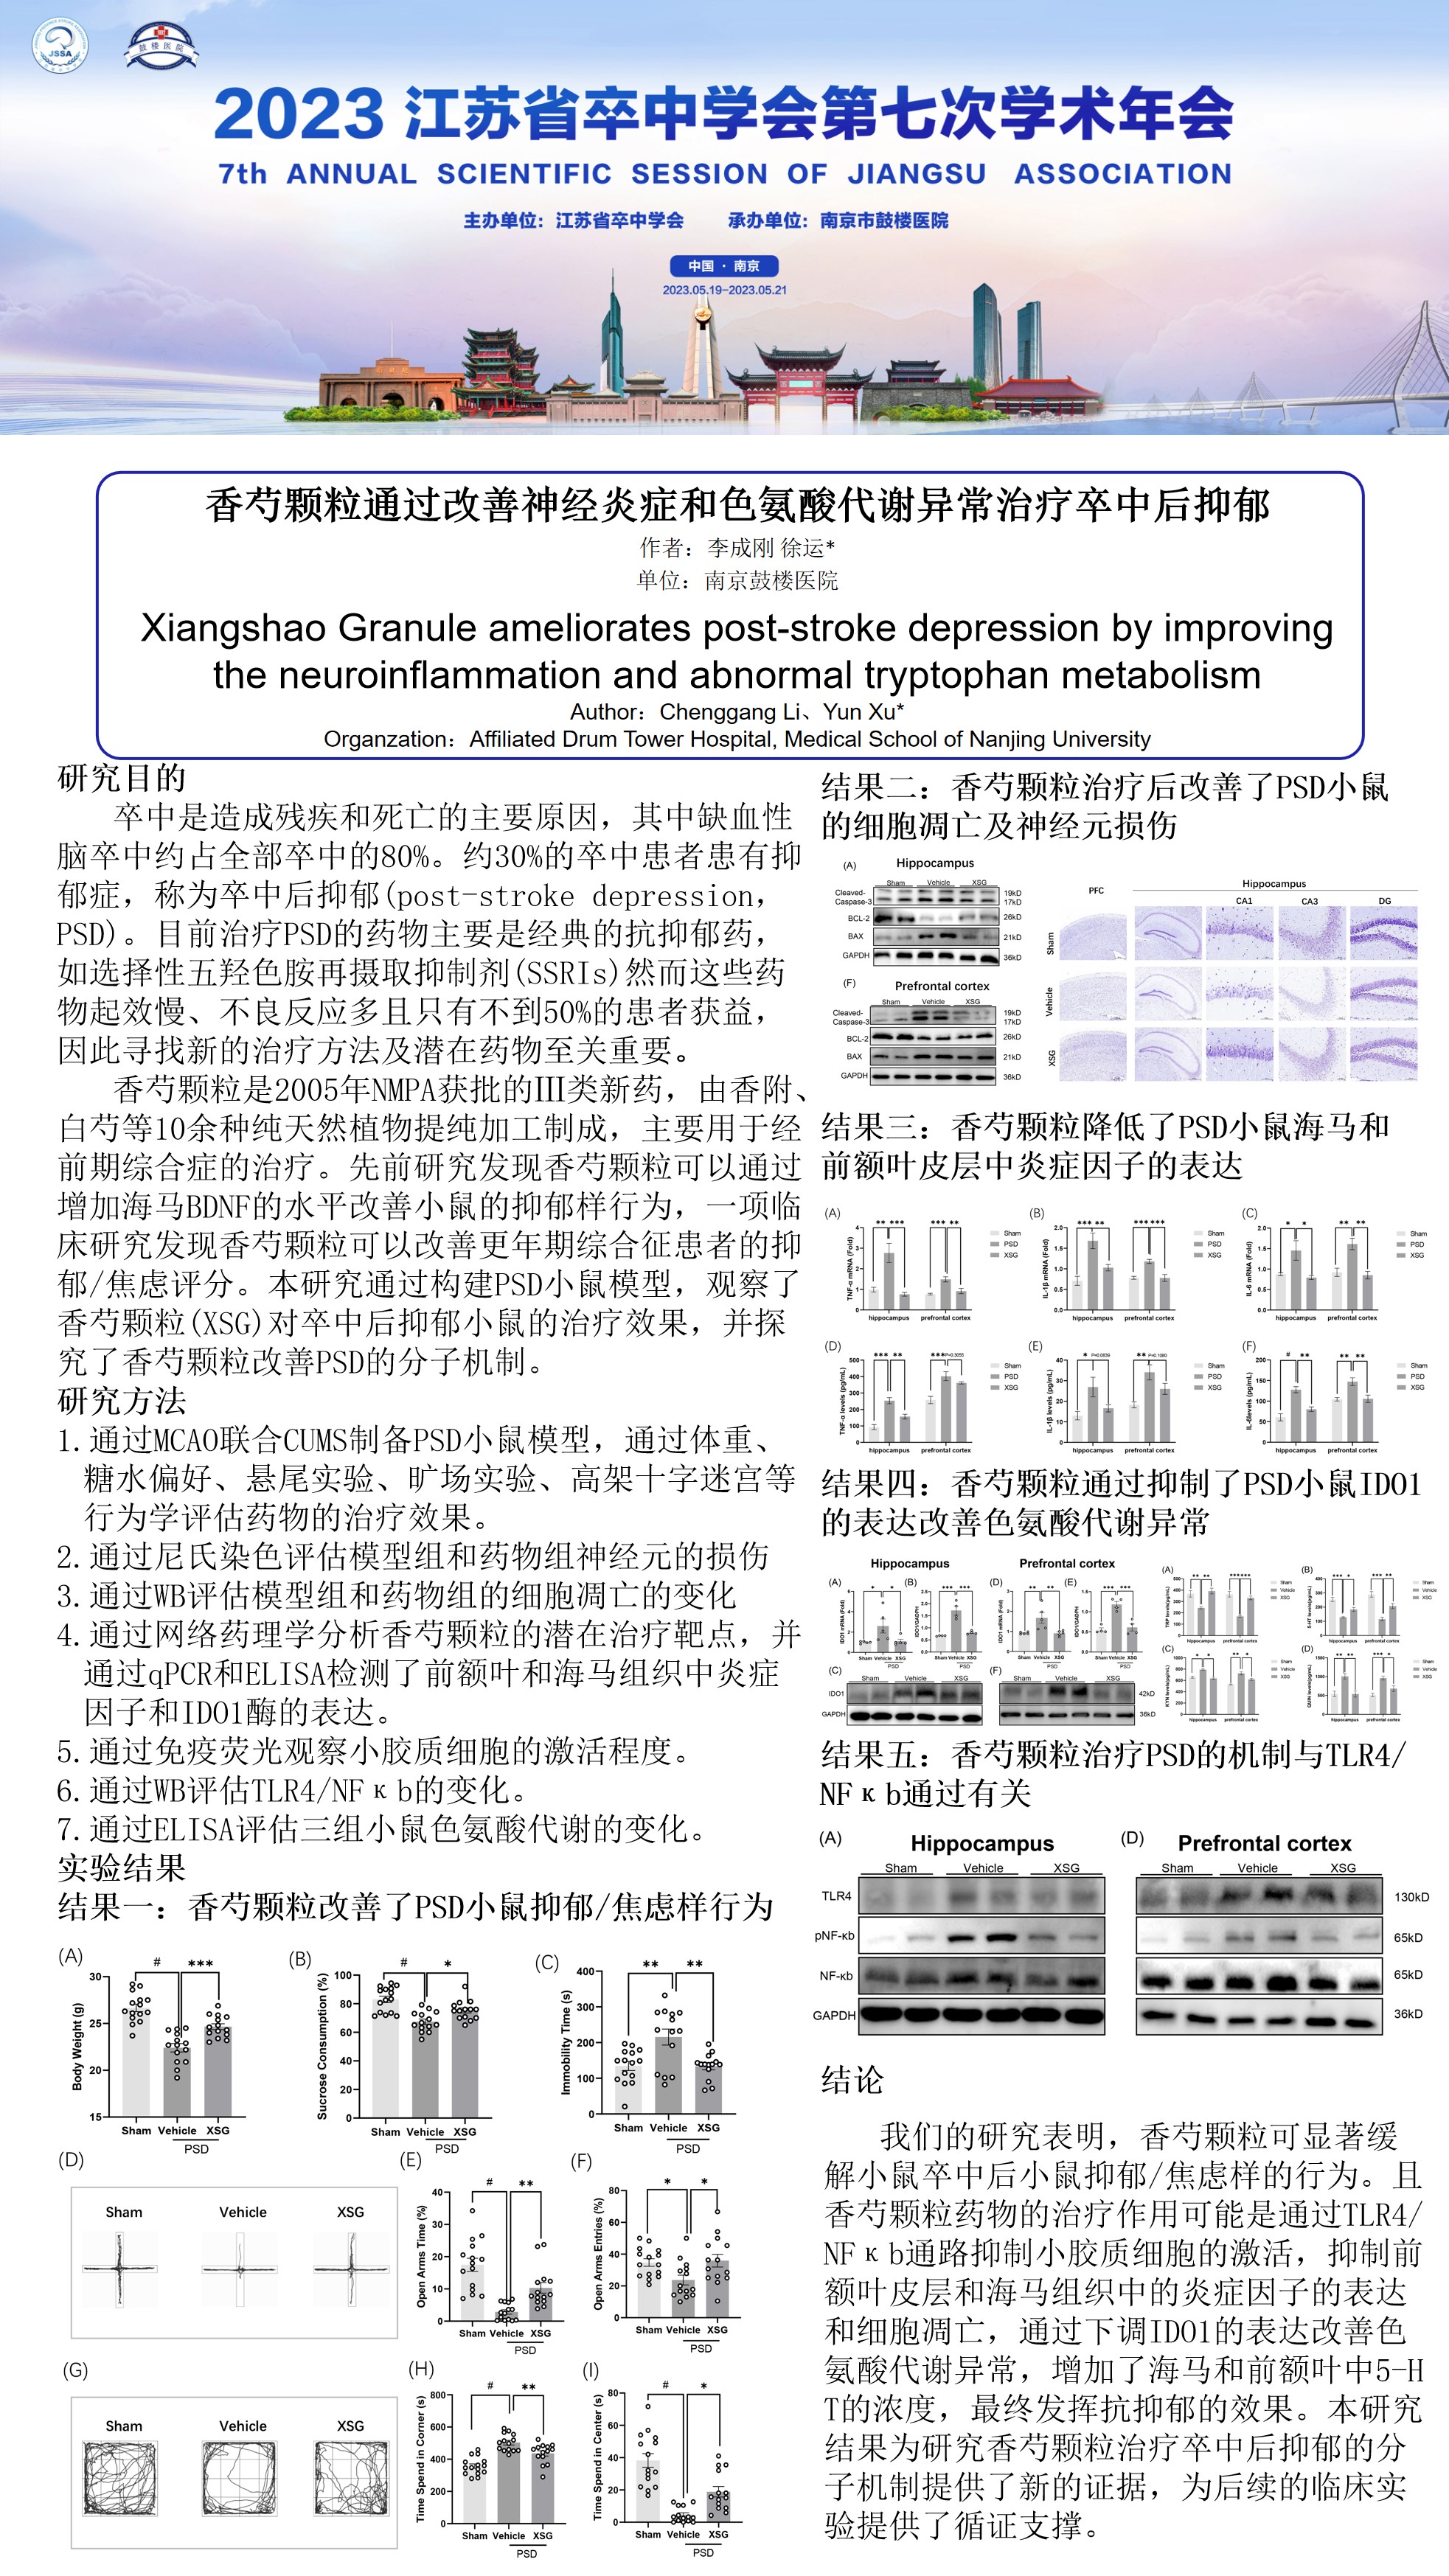 JSSA
鼓楼医院
2023 江苏省卒中学会第七次学术年会
7th ANNUAL SCIENTIFIC SESSION OF JIANGSU ASSOCIATION
主办单位：江苏省卒中学会 承办单位：南京市鼓楼医院
中国 · 南京
2023.05.19-2023.05.21
香芍颗粒通过改善神经炎症和色氨酸代谢异常治疗卒中后抑郁
作者：李成刚 徐运*
单位：南京鼓楼医院
Xiangshao Granule ameliorates post-stroke depression by improving
the neuroinflammation and abnormal tryptophan metabolism
Author：Chenggang Li、Yun Xu*
Organzation：Affiliated Drum Tower Hospital, Medical School of Nanjing University
研究目的
卒中是造成残疾和死亡的主要原因，其中缺血性
脑卒中约占全部卒中的80%。约30%的卒中患者患有抑
郁症，称为卒中后抑郁(post-stroke depression,
PSD)。目前治疗PSD的药物主要是经典的抗抑郁药，
如选择性五羟色胺再摄取抑制剂(SSRIs)然而这些药
物起效慢、不良反应多且只有不到50%的患者获益，
因此寻找新的治疗方法及潜在药物至关重要。
香芍颗粒是2005年NMPA获批的Ⅲ类新药，由香附、
白芍等10余种纯天然植物提纯加工制成，主要用于经
前期综合症的治疗。先前研究发现香芍颗粒可以通过
增加海马BDNF的水平改善小鼠的抑郁样行为，一项临
床研究发现香芍颗粒可以改善更年期综合征患者的抑
郁/焦虑评分。本研究通过构建PSD小鼠模型，观察了
香芍颗粒(XSG)对卒中后抑郁小鼠的治疗效果，并探
究了香芍颗粒改善PSD的分子机制。
研究方法
1.通过MCAO联合CUMS制备PSD小鼠模型，通过体重、
糖水偏好、悬尾实验、旷场实验、高架十字迷宫等
行为学评估药物的治疗效果。
2.通过尼氏染色评估模型组和药物组神经元的损伤
3.通过WB评估模型组和药物组的细胞凋亡的变化
4.通过网络药理学分析香芍颗粒的潜在治疗靶点，并
通过qPCR和ELISA检测了前额叶和海马组织中炎症
因子和IDO1酶的表达。
5.通过免疫荧光观察小胶质细胞的激活程度。
6.通过WB评估TLR4/NFκb的变化。
7.通过ELISA评估三组小鼠色氨酸代谢的变化。
实验结果
结果一：香芍颗粒改善了PSD小鼠抑郁/焦虑样行为
(A) (B) (C)
# *** # * ** **
Body Weight (g) 30 25 20 15
Sham Vehicle XSG
PSD
Sucrose Consumption (%) 100 80 60 40 20 0
Sham Vehicle XSG
PSD
Immobility Time (s) 400 300 200 100 0
Sham Vehicle XSG
PSD
(D) (E) (F)
Sham Vehicle XSG
# ** * *
Open Arms Time (%) 40 30 20 10 0
Sham Vehicle XSG
PSD
Open Arms Entries (%) 80 60 40 20 0
Sham Vehicle XSG
PSD
(G) (H) (I)
Sham Vehicle XSG
# ** # *
Time Spend in Corner (s) 800 600 400 200 0
Sham Vehicle XSG
PSD
Time Spend in Center (s) 80 60 40 20 0
Sham Vehicle XSG
PSD
结果二：香芍颗粒治疗后改善了PSD小鼠
的细胞凋亡及神经元损伤
(A) Hippocampus
Sham Vehicle XSG
Cleaved-
Caspase-3
19kD
17kD
BCL-2 26kD
BAX 21kD
GAPDH 36kD
(F) Prefrontal cortex
Sham Vehicle XSG
Cleaved-
Caspase-3
19kD
17kD
BCL-2 26kD
BAX 21kD
GAPDH 36kD
PFC Hippocampus
CA1 CA3 DG
Sham
Vehicle
XSG
结果三：香芍颗粒降低了PSD小鼠海马和
前额叶皮层中炎症因子的表达
(A) (B) (C)
TNF-α mRNA (Fold)
IL-1β mRNA (Fold)
IL-6 mRNA (Fold)
Sham
PSD
XSG
hippocampus prefrontal cortex
(D) (E) (F)
TNF-α levels (pg/mL)
IL-1β levels (pg/mL)
IL-6levels (pg/mL)
Sham
PSD
XSG
hippocampus prefrontal cortex
结果四：香芍颗粒通过抑制了PSD小鼠IDO1
的表达改善色氨酸代谢异常
Hippocampus Prefrontal cortex
(A) (B) (D) (E) (A) (B)
IDO1 mRNA (Fold)
IDO1/GADPH
Sham Vehicle XSG
PSD
(C) (F) (C) (D)
Sham Vehicle XSG Sham Vehicle XSG
IDO1 42kD
GAPDH 36kD
hippocampus prefrontal cortex
结果五：香芍颗粒治疗PSD的机制与TLR4/
NFκb通过有关
(A) Hippocampus (D) Prefrontal cortex
Sham Vehicle XSG Sham Vehicle XSG
TLR4 130kD
pNF-κb 65kD
NF-κb 65kD
GAPDH 36kD
结论
我们的研究表明，香芍颗粒可显著缓
解小鼠卒中后小鼠抑郁/焦虑样的行为。且
香芍颗粒药物的治疗作用可能是通过TLR4/
NFκb通路抑制小胶质细胞的激活，抑制前
额叶皮层和海马组织中的炎症因子的表达
和细胞凋亡，通过下调IDO1的表达改善色
氨酸代谢异常，增加了海马和前额叶中5-H
T的浓度，最终发挥抗抑郁的效果。本研究
结果为研究香芍颗粒治疗卒中后抑郁的分
子机制提供了新的证据，为后续的临床实
验提供了循证支撑。